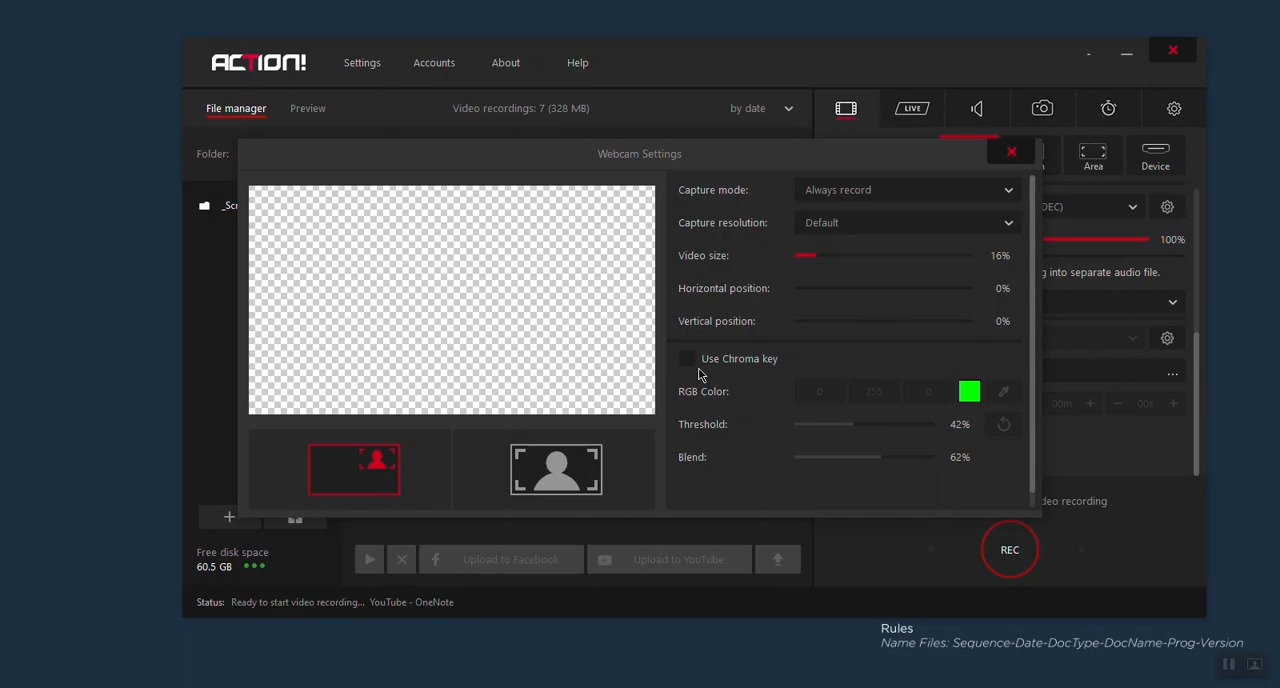 ACTION! Settings Accounts About Help
File manager Preview Video recordings: 7 (328 MB) by date LIVE
Folder: Webcam Settings
Area Device
_Scr
Capture mode: Always record
Capture resolution: Default
Video size: 16%
Horizontal position: 0%
Vertical position: 0%
Use Chroma key
RGB Color: 0 255 0
Threshold: 42%
Blend: 62%
100%
g into separate audio file.
...
00m + − 00s +
deo recording
REC
+
Free disk space
60.5 GB
Upload to Facebook Upload to YouTube
Status: Ready to start video recording... YouTube - OneNote
Rules
Name Files: Sequence-Date-DocType-DocName-Prog-Version